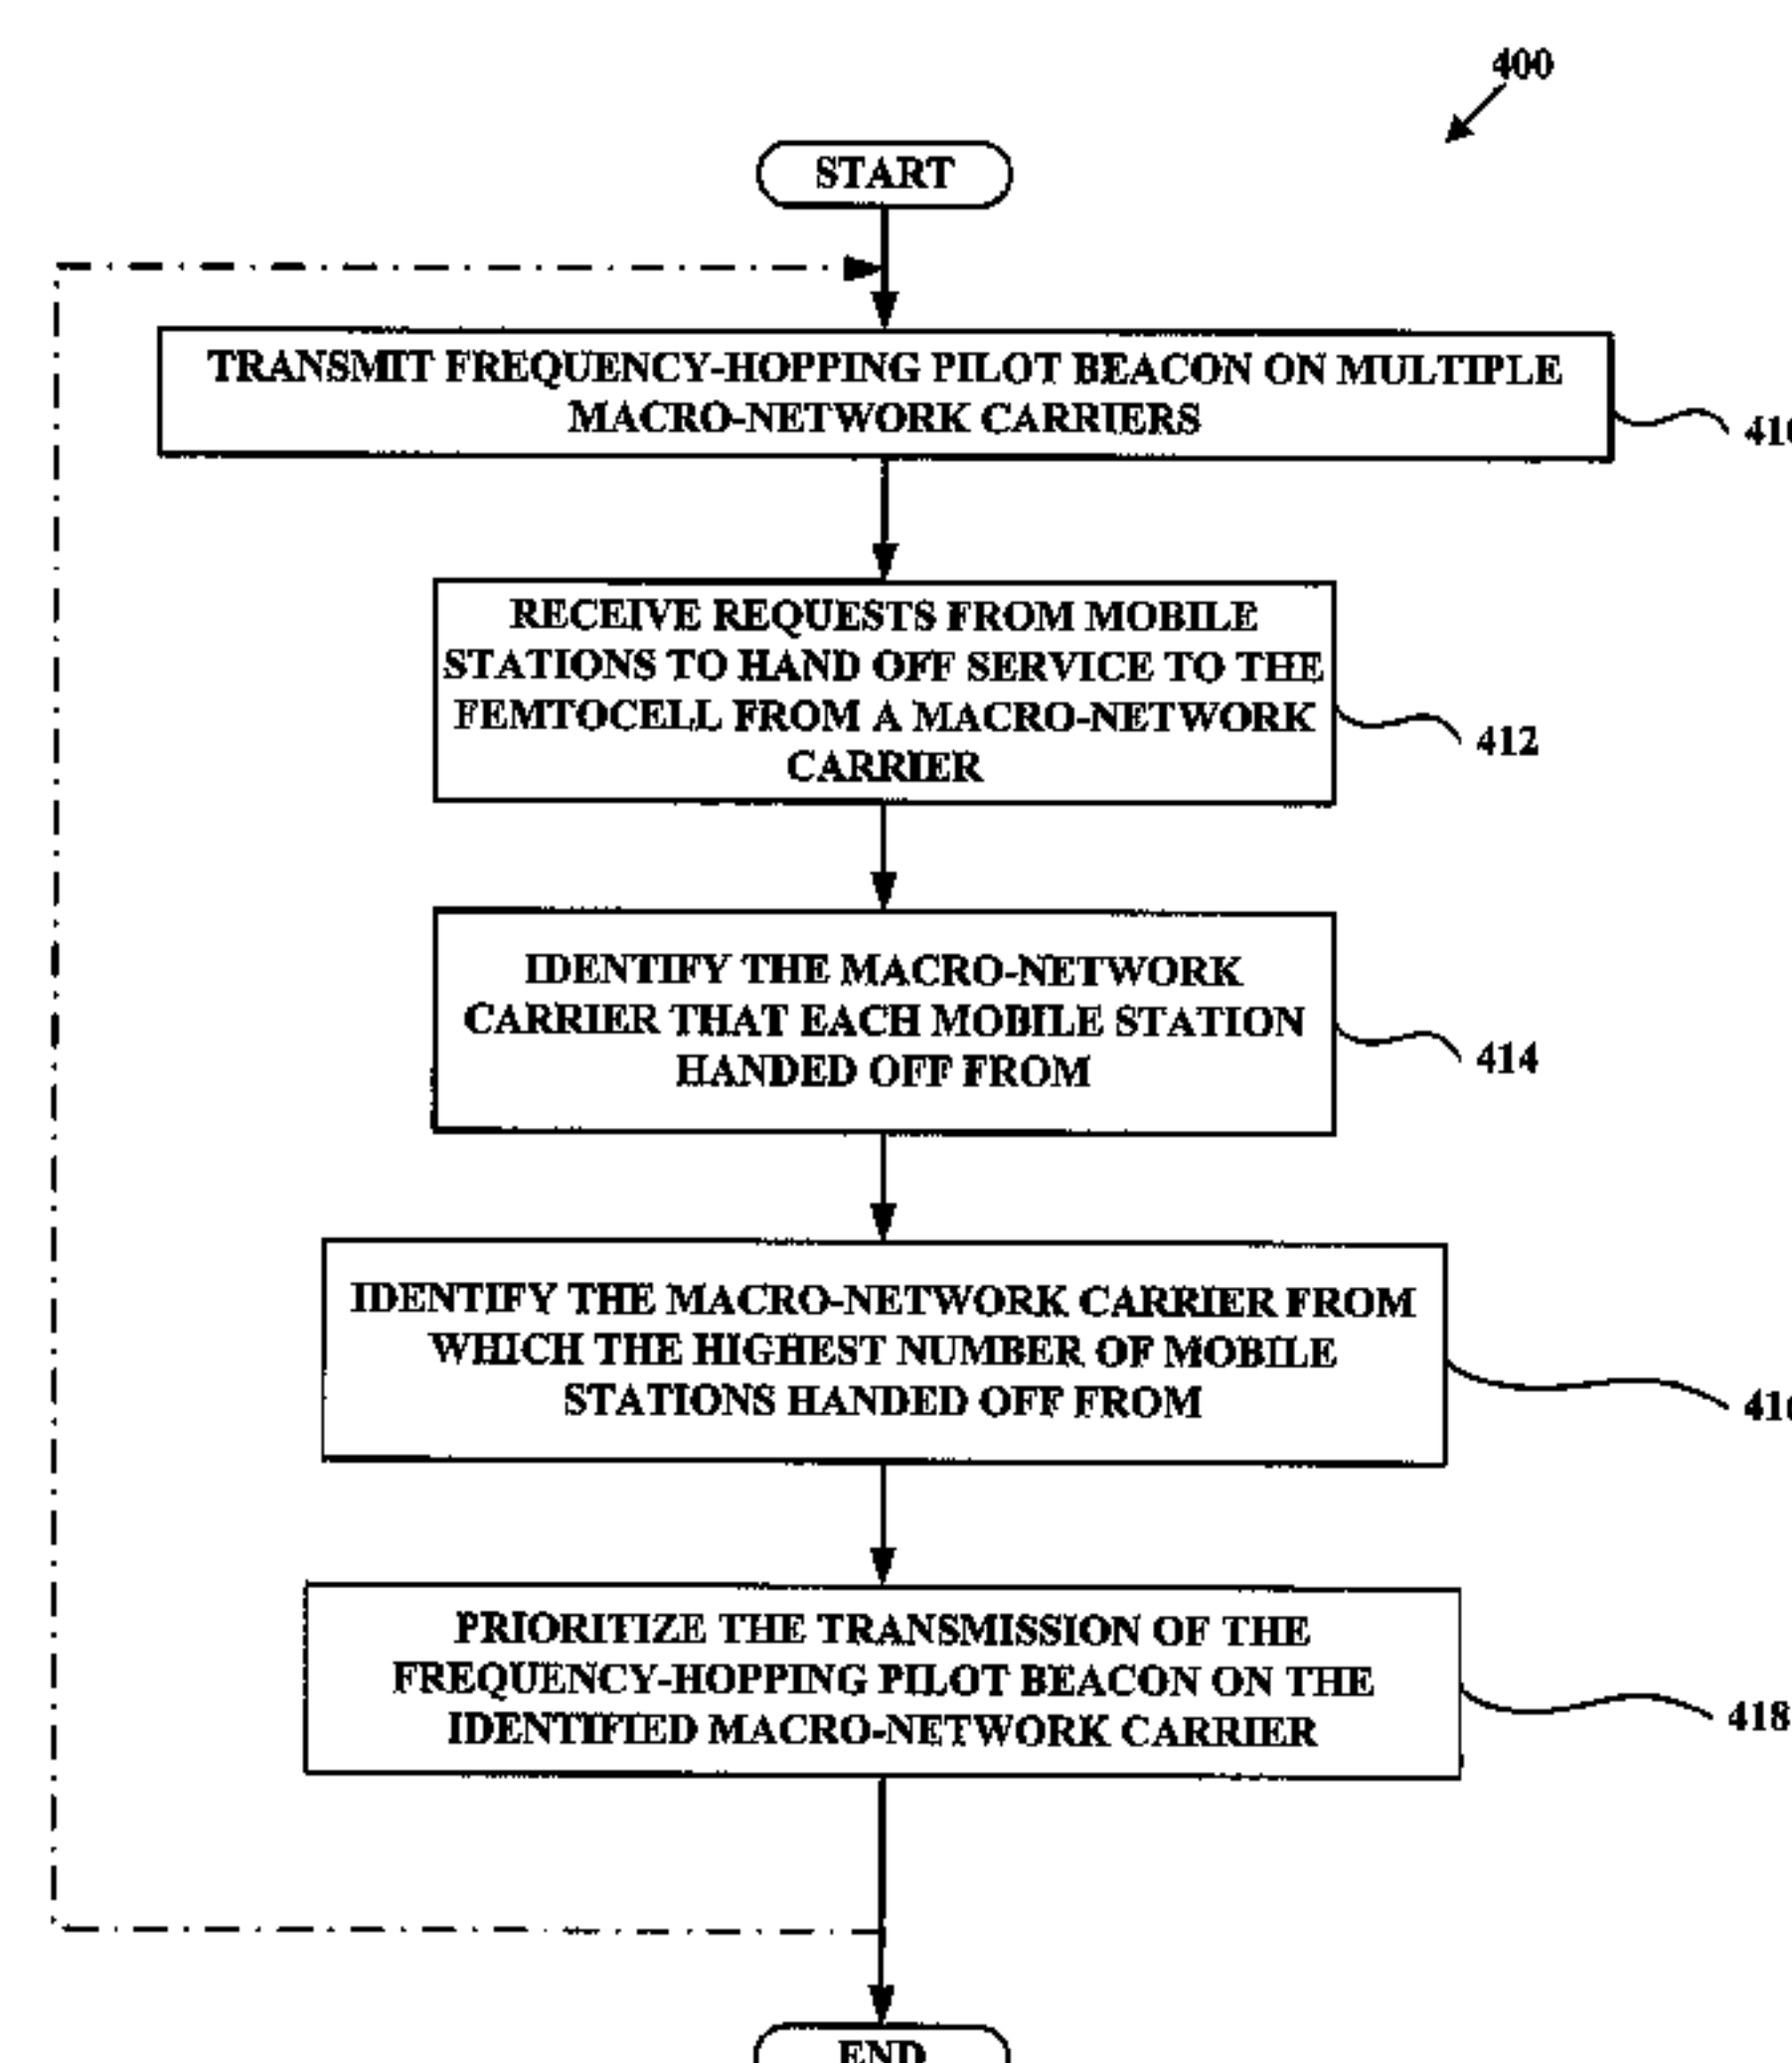 400
START
TRANSMIT FREQUENCY-HOPPING PILOT BEACON ON MULTIPLE
MACRO-NETWORK CARRIERS
RECEIVE REQUESTS FROM MOBILE
STATIONS TO HAND OFF SERVICE TO THE
FEMTOCELL FROM A MACRO-NETWORK
CARRIER
412
IDENTIFY THE MACRO-NETWORK
CARRIER THAT EACH MOBILE STATION
HANDED OFF FROM
414
IDENTIFY THE MACRO-NETWORK CARRIER FROM
WHICH THE HIGHEST NUMBER OF MOBILE
STATIONS HANDED OFF FROM
PRIORITIZE THE TRANSMISSION OF THE
FREQUENCY-HOPPING PILOT BEACON ON THE
IDENTIFIED MACRO-NETWORK CARRIER
418
END